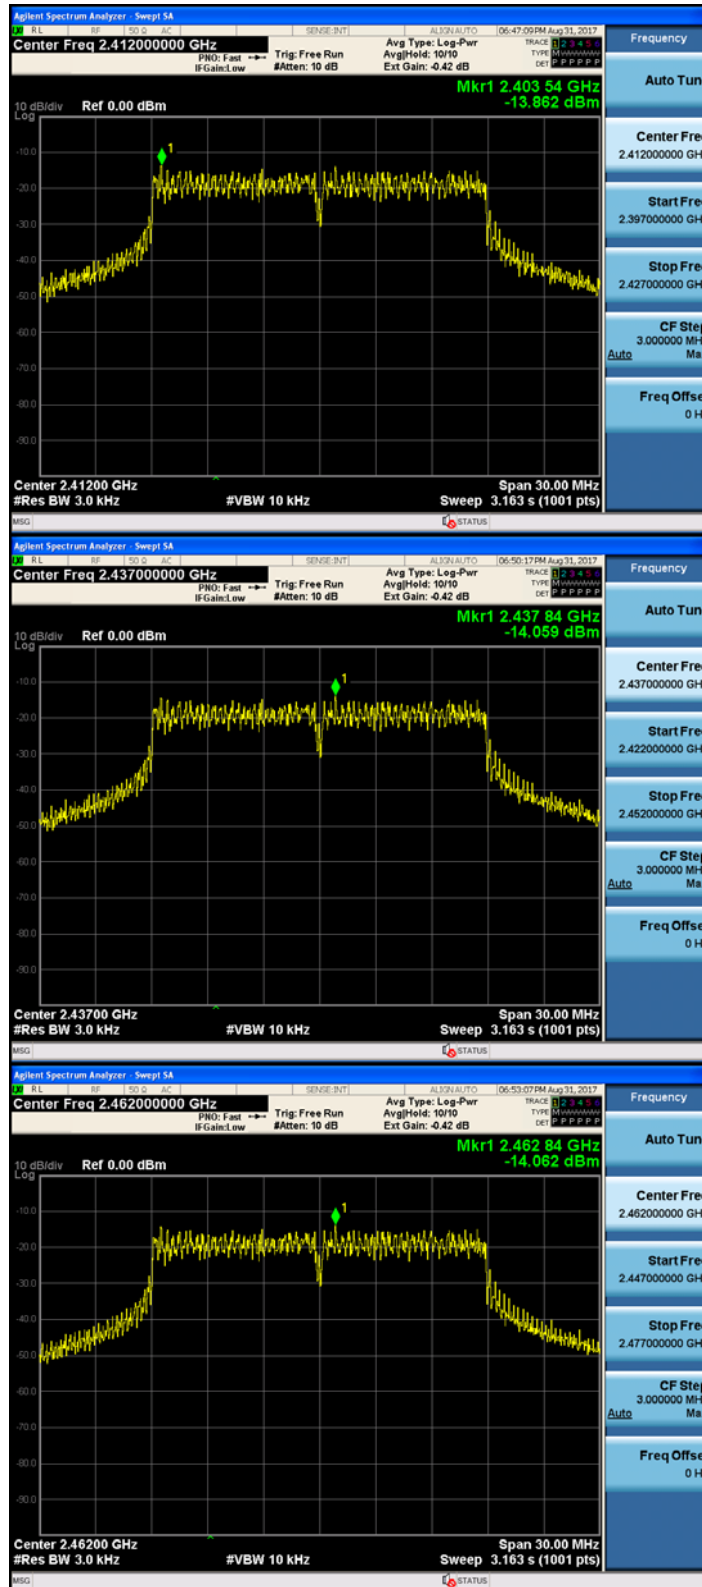 Agilent Spectrum Analyzer - Swept SA
RL RF 50 Ω AC SENSE:INT ALIGN AUTO 06:47:09 PM Aug 31, 2017
Center Freq 2.412000000 GHz
PNO: Fast
IFGain:Low
Trig: Free Run
#Atten: 10 dB
Avg Type: Log-Pwr
Avg|Hold: 10/10
Ext Gain: -0.42 dB
TRACE 1 2 3 4 5 6
TYPE M
DET P P P P P P
Mkr1 2.403 54 GHz
-13.862 dBm
10 dB/div Ref 0.00 dBm
Log
1
-10.0
-20.0
-30.0
-40.0
-50.0
-60.0
-70.0
-80.0
-90.0
Center 2.41200 GHz Span 30.00 MHz
#Res BW 3.0 kHz #VBW 10 kHz Sweep 3.163 s (1001 pts)
MSG STATUS
Frequency
Auto Tun
Center Fre
2.412000000 GH
Start Fre
2.397000000 GH
Stop Fre
2.427000000 GH
CF Step
3.000000 MH
Auto Ma
Freq Offse
0 H
Agilent Spectrum Analyzer - Swept SA
RL RF 50 Ω AC SENSE:INT ALIGN AUTO 06:50:17 PM Aug 31, 2017
Center Freq 2.437000000 GHz
PNO: Fast
IFGain:Low
Trig: Free Run
#Atten: 10 dB
Avg Type: Log-Pwr
Avg|Hold: 10/10
Ext Gain: -0.42 dB
TRACE 1 2 3 4 5 6
TYPE M
DET P P P P P P
Mkr1 2.437 84 GHz
-14.059 dBm
10 dB/div Ref 0.00 dBm
Log
1
-10.0
-20.0
-30.0
-40.0
-50.0
-60.0
-70.0
-80.0
-90.0
Center 2.43700 GHz Span 30.00 MHz
#Res BW 3.0 kHz #VBW 10 kHz Sweep 3.163 s (1001 pts)
MSG STATUS
Frequency
Auto Tun
Center Fre
2.437000000 GH
Start Fre
2.422000000 GH
Stop Fre
2.452000000 GH
CF Step
3.000000 MH
Auto Ma
Freq Offse
0 H
Agilent Spectrum Analyzer - Swept SA
RL RF 50 Ω AC SENSE:INT ALIGN AUTO 06:53:07 PM Aug 31, 2017
Center Freq 2.462000000 GHz
PNO: Fast
IFGain:Low
Trig: Free Run
#Atten: 10 dB
Avg Type: Log-Pwr
Avg|Hold: 10/10
Ext Gain: -0.42 dB
TRACE 1 2 3 4 5 6
TYPE M
DET P P P P P P
Mkr1 2.462 84 GHz
-14.062 dBm
10 dB/div Ref 0.00 dBm
Log
1
-10.0
-20.0
-30.0
-40.0
-50.0
-60.0
-70.0
-80.0
-90.0
Center 2.46200 GHz Span 30.00 MHz
#Res BW 3.0 kHz #VBW 10 kHz Sweep 3.163 s (1001 pts)
MSG STATUS
Frequency
Auto Tun
Center Fre
2.462000000 GH
Start Fre
2.447000000 GH
Stop Fre
2.477000000 GH
CF Step
3.000000 MH
Auto Ma
Freq Offse
0 H